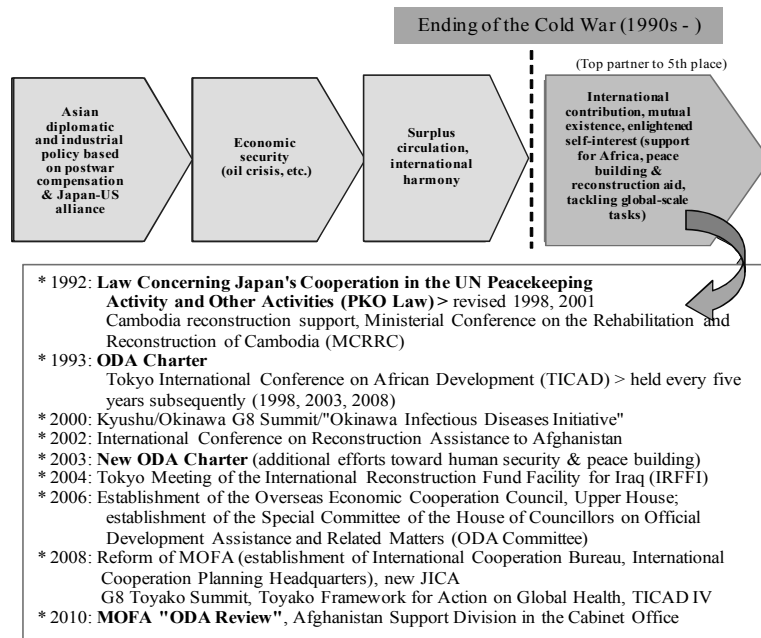 Ending of the Cold War (1990s - )
(Top partner to 5th place)
Asian
diplomatic
and industrial
policy based
on postwar
compensation
& Japan-US
alliance
Economic
security
(oil crisis, etc.)
Surplus
circulation,
international
harmony
International
contribution, mutual
existence, enlightened
self-interest (support
for Africa, peace
building &
reconstruction aid,
tackling global-scale
tasks)
* 1992: Law Concerning Japan's Cooperation in the UN Peacekeeping
Activity and Other Activities (PKO Law) > revised 1998, 2001
Cambodia reconstruction support, Ministerial Conference on the Rehabilitation and
Reconstruction of Cambodia (MCRRC)
* 1993: ODA Charter
Tokyo International Conference on African Development (TICAD) > held every five
years subsequently (1998, 2003, 2008)
* 2000: Kyushu/Okinawa G8 Summit/"Okinawa Infectious Diseases Initiative"
* 2002: International Conference on Reconstruction Assistance to Afghanistan
* 2003: New ODA Charter (additional efforts toward human security & peace building)
* 2004: Tokyo Meeting of the International Reconstruction Fund Facility for Iraq (IRFFI)
* 2006: Establishment of the Overseas Economic Cooperation Council, Upper House;
establishment of the Special Committee of the House of Councillors on Official
Development Assistance and Related Matters (ODA Committee)
* 2008: Reform of MOFA (establishment of International Cooperation Bureau, International
Cooperation Planning Headquarters), new JICA
G8 Toyako Summit, Toyako Framework for Action on Global Health, TICAD IV
* 2010: MOFA "ODA Review", Afghanistan Support Division in the Cabinet Office